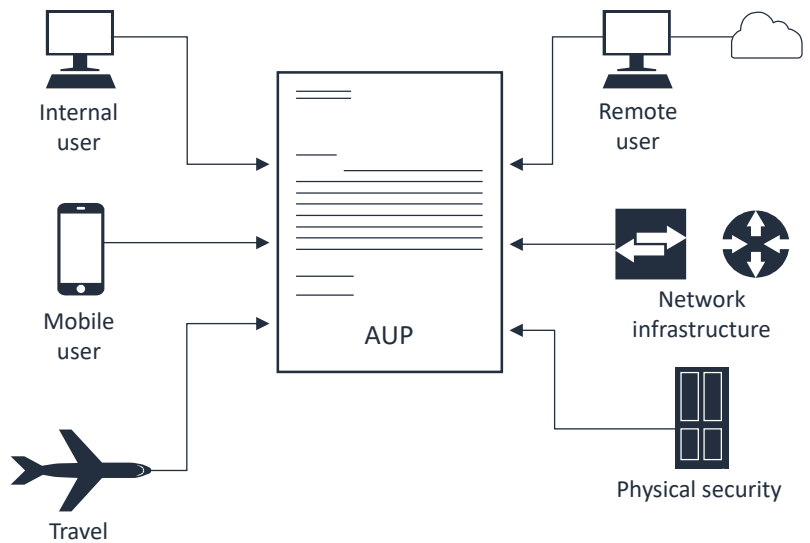 Internal
user
Remote
user
Mobile
user
AUP
Network
infrastructure
Travel
Physical security